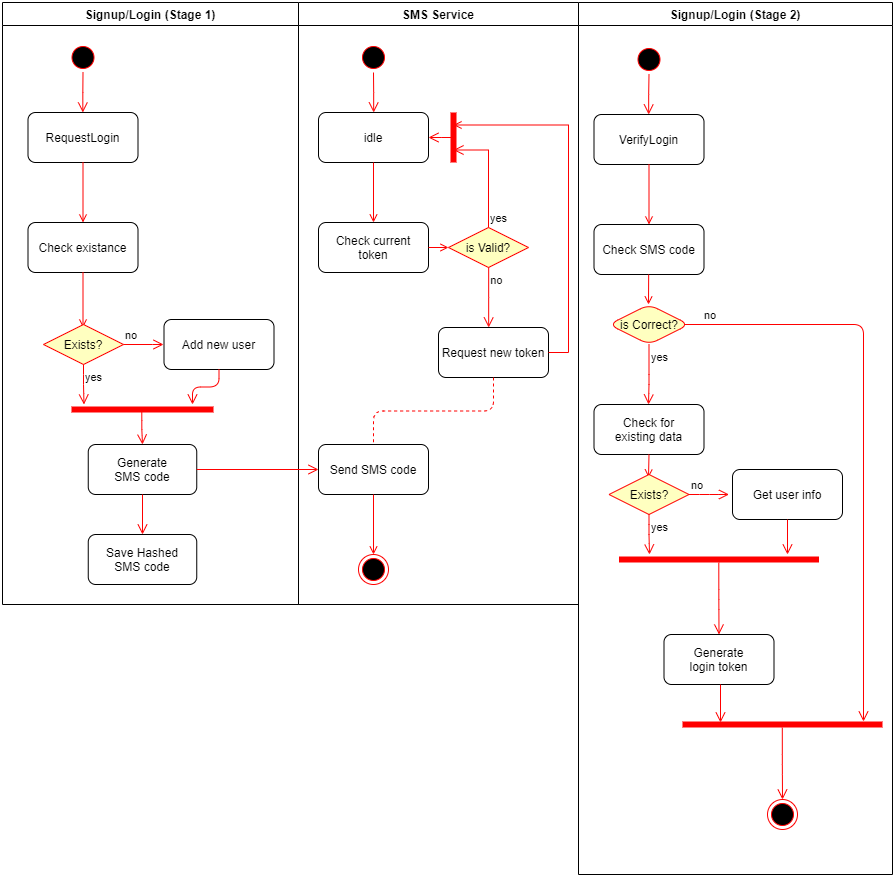 Signup/Login (Stage 1)
RequestLogin
Check existance
Exists?
no
Add new user
yes
Generate
SMS code
Save Hashed
SMS code
SMS Service
idle
Check current
token
is Valid?
yes
no
Request new token
Send SMS code
Signup/Login (Stage 2)
VerifyLogin
Check SMS code
is Correct?
no
yes
Check for
existing data
Exists?
no
Get user info
yes
Generate
login token